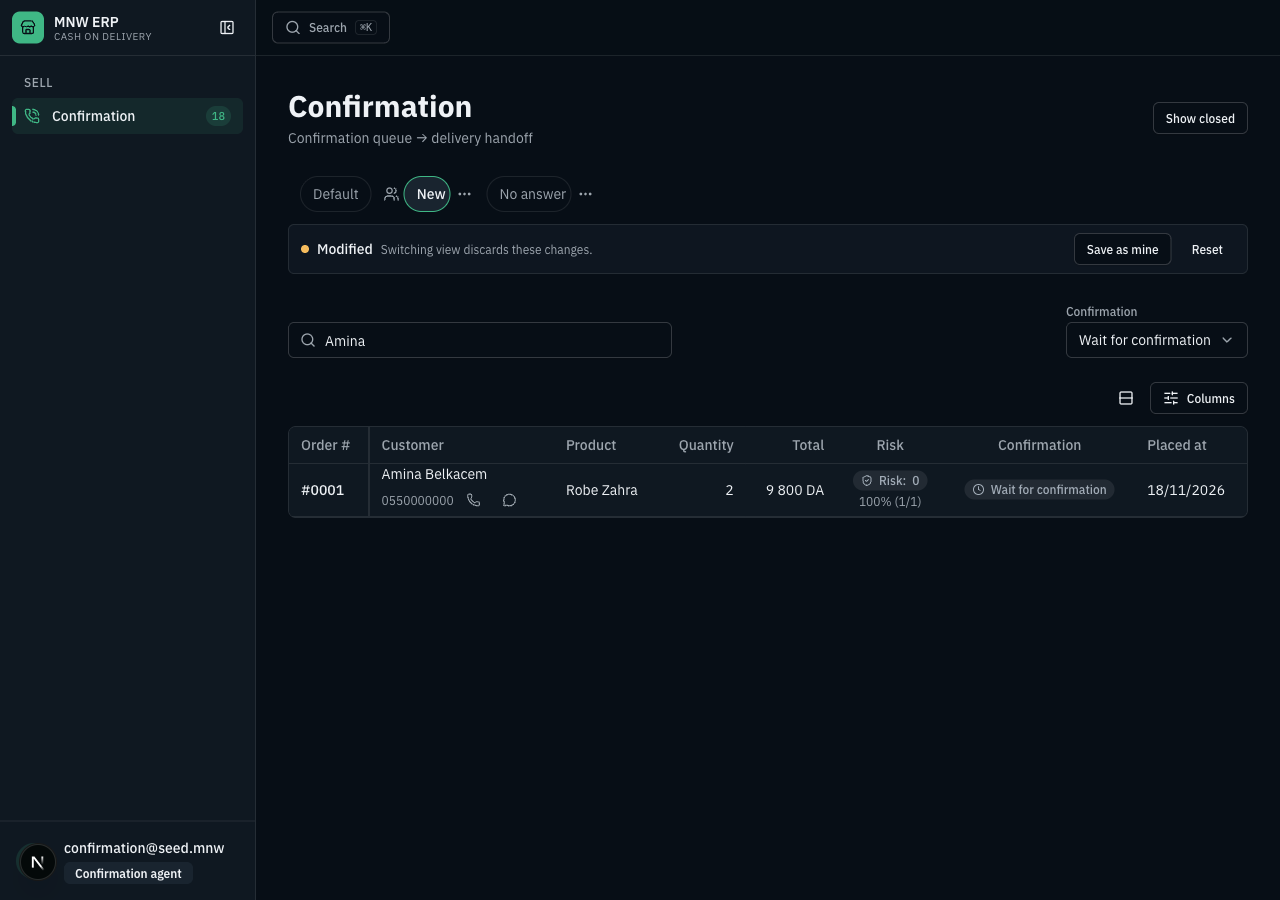 MNW ERP
CASH ON DELIVERY
Search ⌘K
SELL
Confirmation 18
Confirmation
Confirmation queue → delivery handoff
Show closed
Default New ··· No answer ···
Modified Switching view discards these changes. Save as mine Reset
Confirmation
Amina
Wait for confirmation
Columns
Order # Customer Product Quantity Total Risk Confirmation Placed at
#0001 Amina Belkacem Robe Zahra 2 9 800 DA Risk: 0 Wait for confirmation 18/11/2026
0550000000 100% (1/1)
N
confirmation@seed.mnw
Confirmation agent